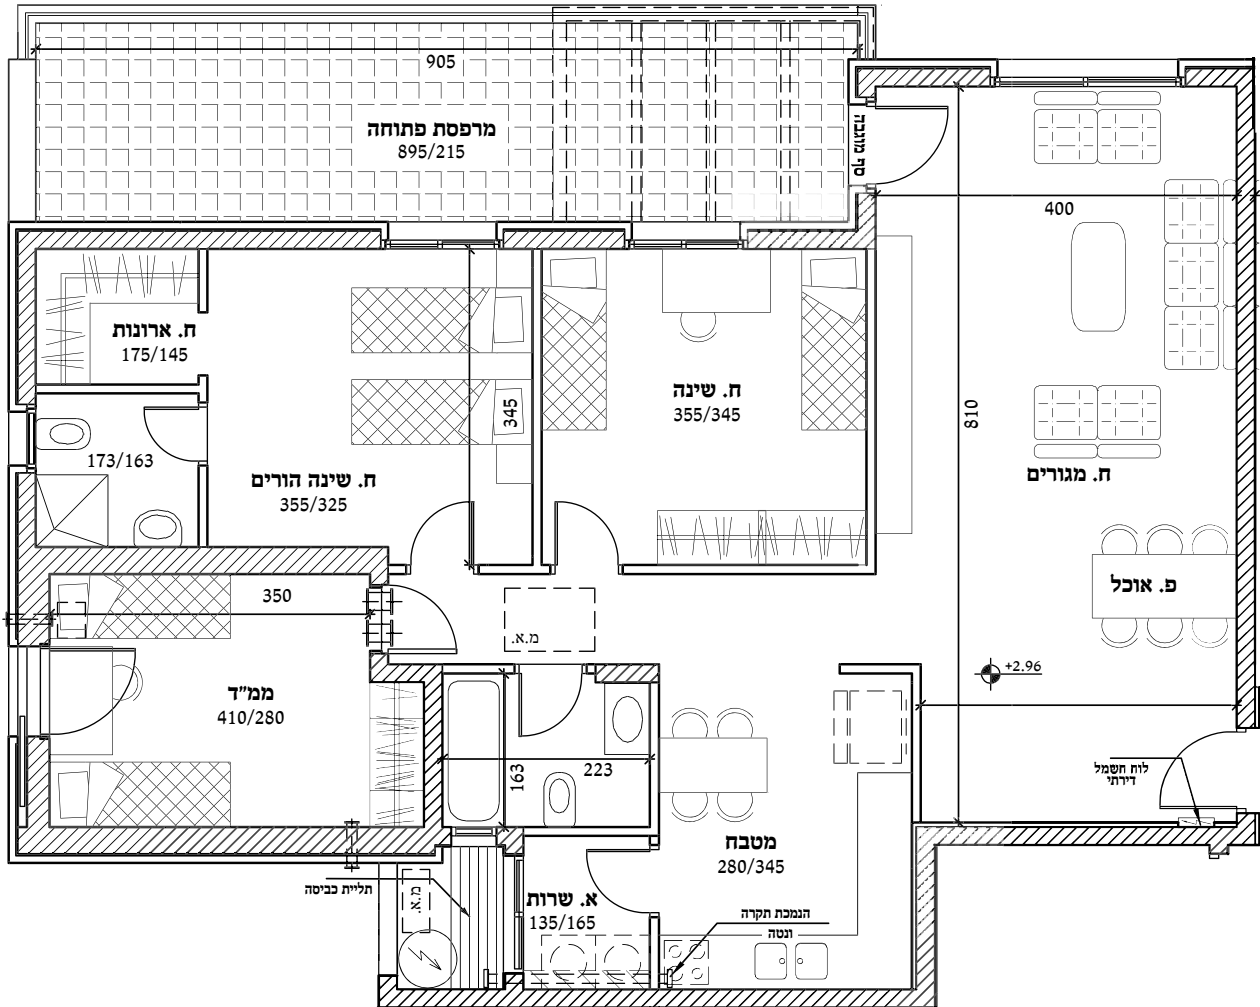 905
מרפסת פתוחה
895/215
סף מוגבה
400
ח. ארונות
175/145
ח. שינה
355/345
345
810
173/163
ח. שינה הורים
355/325
ח. מגורים
פ. אוכל
350
מ.א.
+2.96
ממ"ד
410/280
163
223
לוח חשמל
דירתי
מטבח
280/345
תליית כביסה
מ.א.
א. שרות
135/165
הנמכת תקרה
ונטה